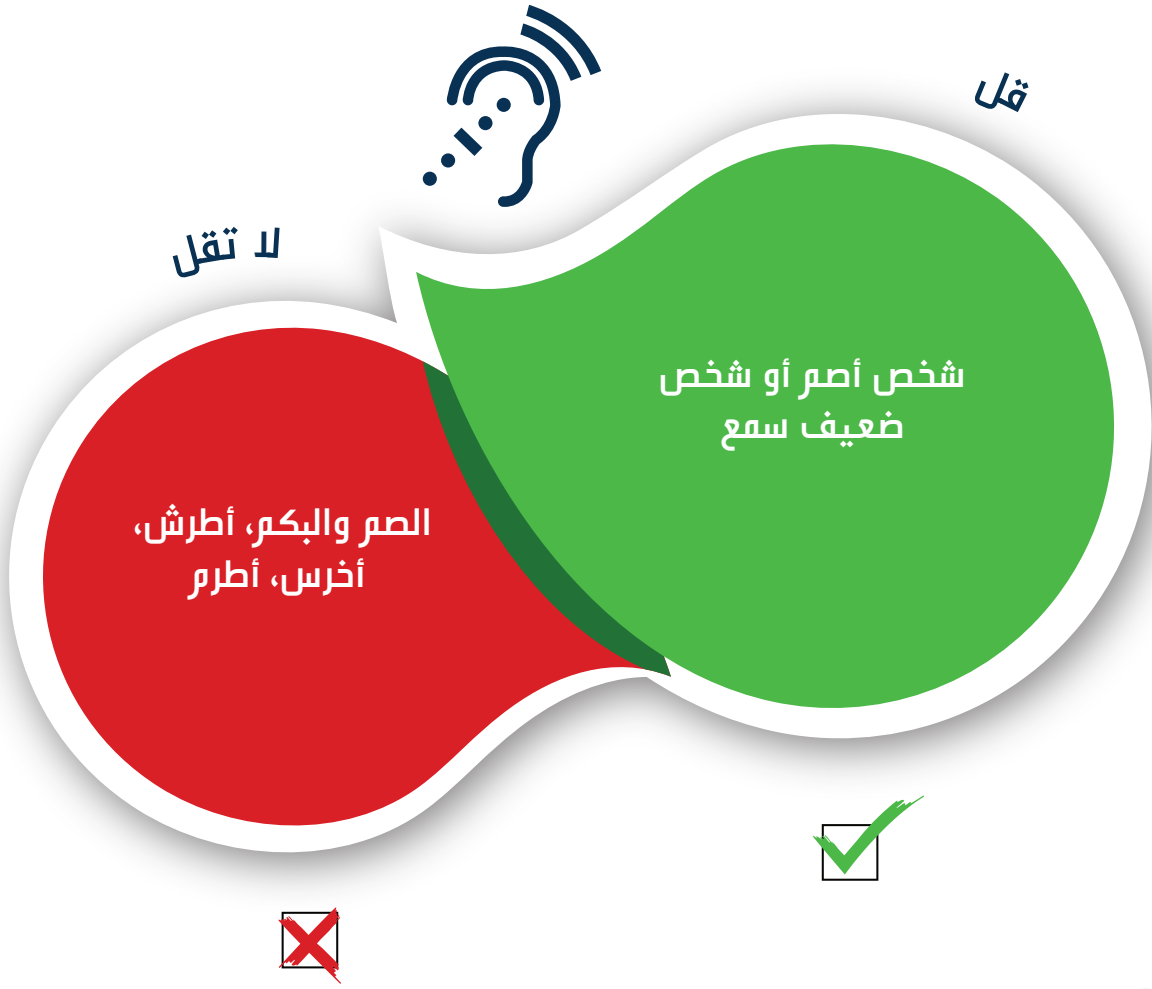 قل
شخص أصم أو شخص
ضعيف سمع
لا تقل
الصم والبكم، أطرش،
أخرس، أطرم